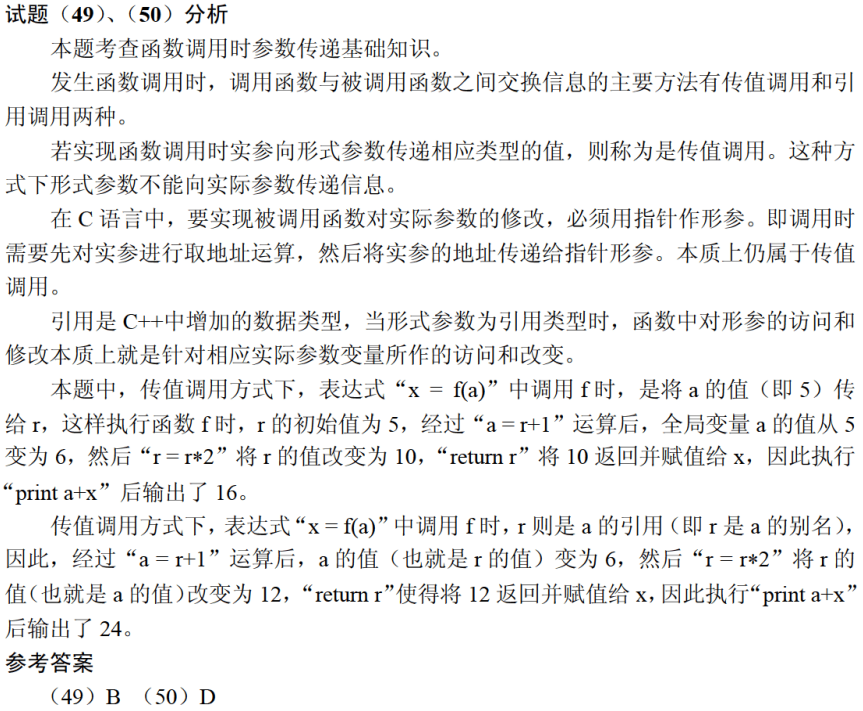 试题（49）、（50）分析
本题考查函数调用时参数传递基础知识。
发生函数调用时，调用函数与被调用函数之间交换信息的主要方法有传值调用和引
用调用两种。
若实现函数调用时实参向形式参数传递相应类型的值，则称为是传值调用。这种方
式下形式参数不能向实际参数传递信息。
在 C 语言中，要实现被调用函数对实际参数的修改，必须用指针作形参。即调用时
需要先对实参进行取地址运算，然后将实参的地址传递给指针形参。本质上仍属于传值
调用。
引用是 C++中增加的数据类型，当形式参数为引用类型时，函数中对形参的访问和
修改本质上就是针对相应实际参数变量所作的访问和改变。
本题中，传值调用方式下，表达式“x = f(a)”中调用 f 时，是将 a 的值（即 5）传
给 r，这样执行函数 f 时，r 的初始值为 5，经过“a = r+1”运算后，全局变量 a 的值从 5
变为 6，然后“r = r*2”将 r 的值改变为 10，“return r”将 10 返回并赋值给 x，因此执行
“print a+x”后输出了 16。
传值调用方式下，表达式“x = f(a)”中调用 f 时，r 则是 a 的引用（即 r 是 a 的别名），
因此，经过“a = r+1”运算后，a 的值（也就是 r 的值）变为 6，然后“r = r*2”将 r 的
值（也就是 a 的值）改变为 12，“return r”使得将 12 返回并赋值给 x，因此执行“print a+x”
后输出了 24。
参考答案
（49）B （50）D